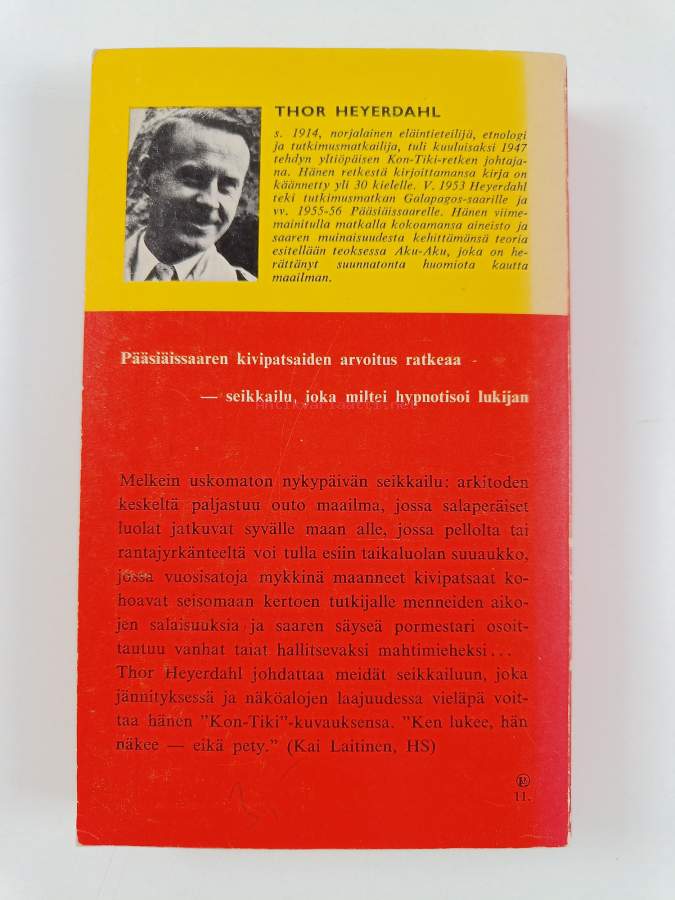 THOR HEYERDAHL
s. 1914, norjalainen eläintieteilijä, etnologi
ja tutkimusmatkailija, tuli kuuluisaksi 1947
tehdyn yltiöpäisen Kon-Tiki-retken johtaja-
na. Hänen retkestä kirjoittamansa kirja on
käännetty yli 30 kielelle. V. 1953 Heyerdahl
teki tutkimusmatkan Galapagos-saarille ja
vv. 1955-56 Pääsiäissaarelle. Hänen viime-
mainitulla matkalla kokoamansa aineisto ja
saaren muinaisuudesta kehittämänsä teoria
esitellään teoksessa Aku-Aku, joka on he-
rättänyt suunnatonta huomiota kautta
maailman.
Pääsiäissaaren kivipatsaiden arvoitus ratkeaa -
— seikkailu, joka miltei hypnotisoi lukijan
antikvariaatti.net
Melkein uskomaton nykypäivän seikkailu: arkitoden
keskeltä paljastuu outo maailma, jossa salaperäiset
luolat jatkuvat syvälle maan alle, jossa pellolta tai
rantajyrkänteeltä voi tulla esiin taikaluolan suuaukko,
jossa vuosisatoja mykkinä maanneet kivipatsaat ko-
hoavat seisomaan kertoen tutkijalle menneiden aiko-
jen salaisuuksia ja saaren säyseä pormestari osoit-
tautuu vanhat taiat hallitsevaksi mahtimieheksi...
Thor Heyerdahl johdattaa meidät seikkailuun, joka
jännityksessä ja näköalojen laajuudessa vieläpä voit-
taa hänen ”Kon-Tiki”-kuvauksensa. ”Ken lukee, hän
näkee — eikä pety.” (Kai Laitinen, HS)
11.